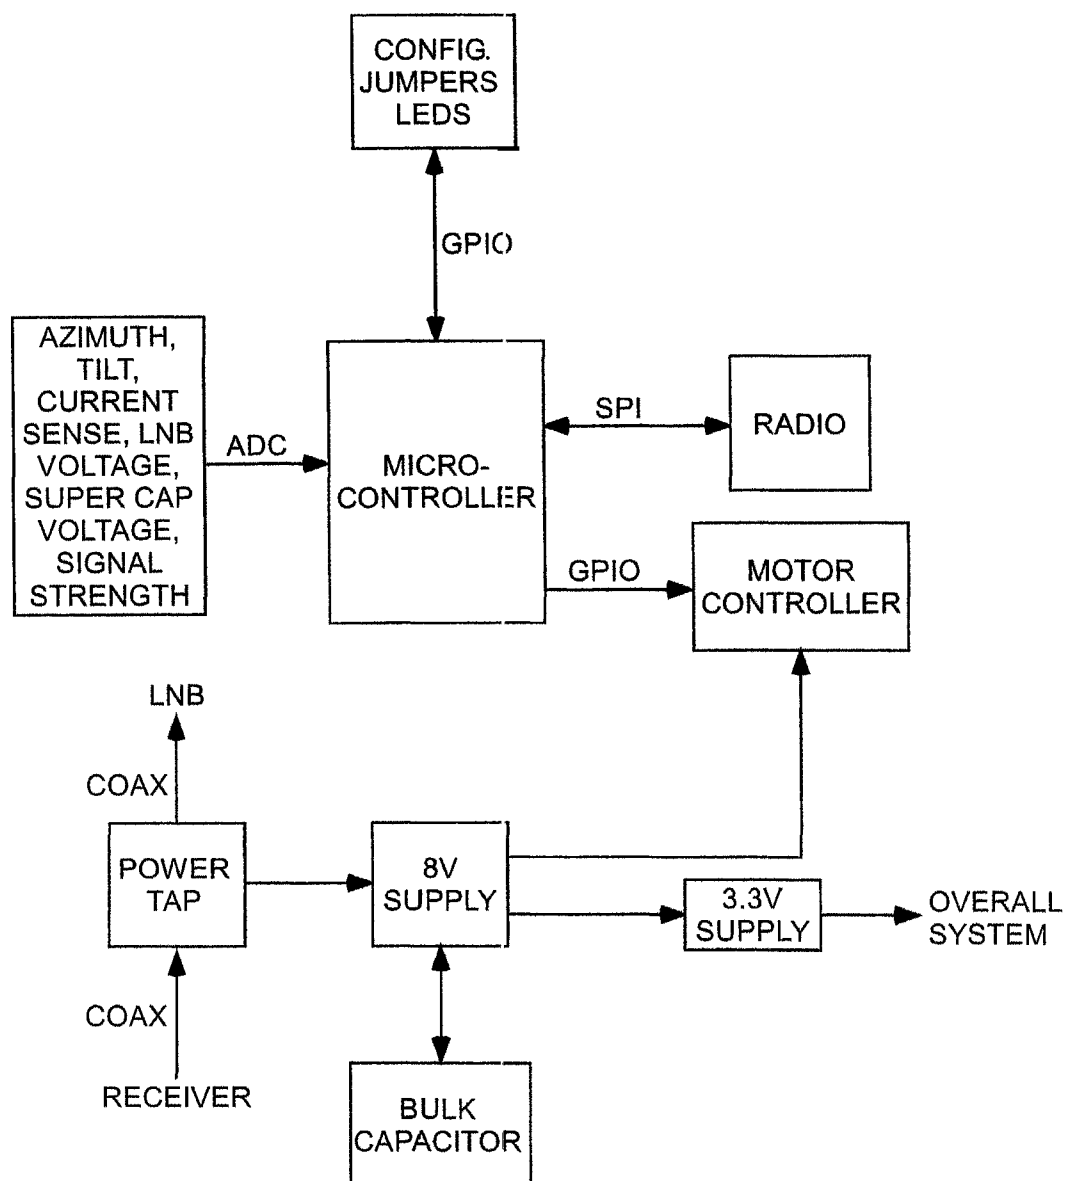 CONFIG.
JUMPERS
LEDS
GPIO
AZIMUTH,
TILT,
CURRENT
SENSE, LNB
VOLTAGE,
SUPER CAP
VOLTAGE,
SIGNAL
STRENGTH
ADC
MICRO-
CONTROLLER
SPI
RADIO
GPIO
MOTOR
CONTROLLER
LNB
COAX
POWER
TAP
8V
SUPPLY
3.3V
SUPPLY
OVERALL
SYSTEM
COAX
RECEIVER
BULK
CAPACITOR